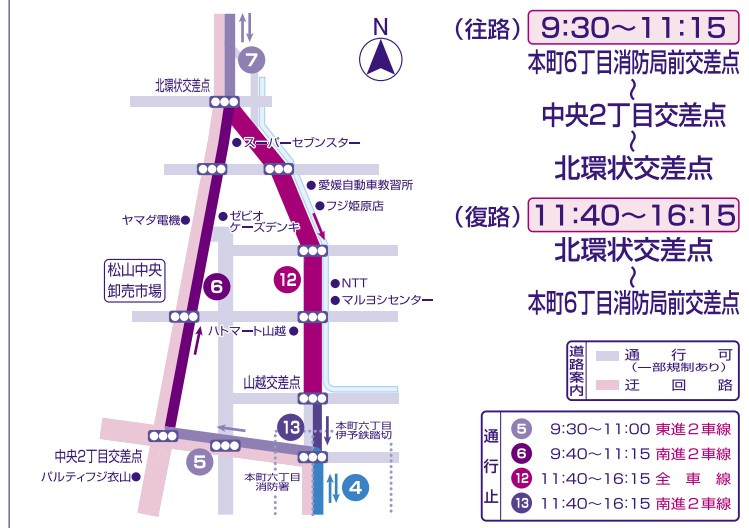 N
7
北環状交差点
スーパーセブンスター
愛媛自動車教習所
フジ姫原店
ヤマダ電機
ゼビオ
ケーズデンキ
松山中央
卸売市場
6
12
NTT
マルヨシセンター
ハトマート山越
山越交差点
13
本町六丁目
伊予鉄踏切
中央2丁目交差点
パルティフジ衣山
5
本町六丁目
消防署
4
(往路) 9:30〜11:15
本町6丁目消防局前交差点
〜
中央2丁目交差点
〜
北環状交差点
(復路) 11:40〜16:15
北環状交差点
〜
本町6丁目消防局前交差点
道路案内
通行可
(一部規制あり)
迂回路
通行止
5 9:30〜11:00 東進2車線
6 9:40〜11:15 南進2車線
12 11:40〜16:15 全車線
13 11:40〜16:15 南進2車線